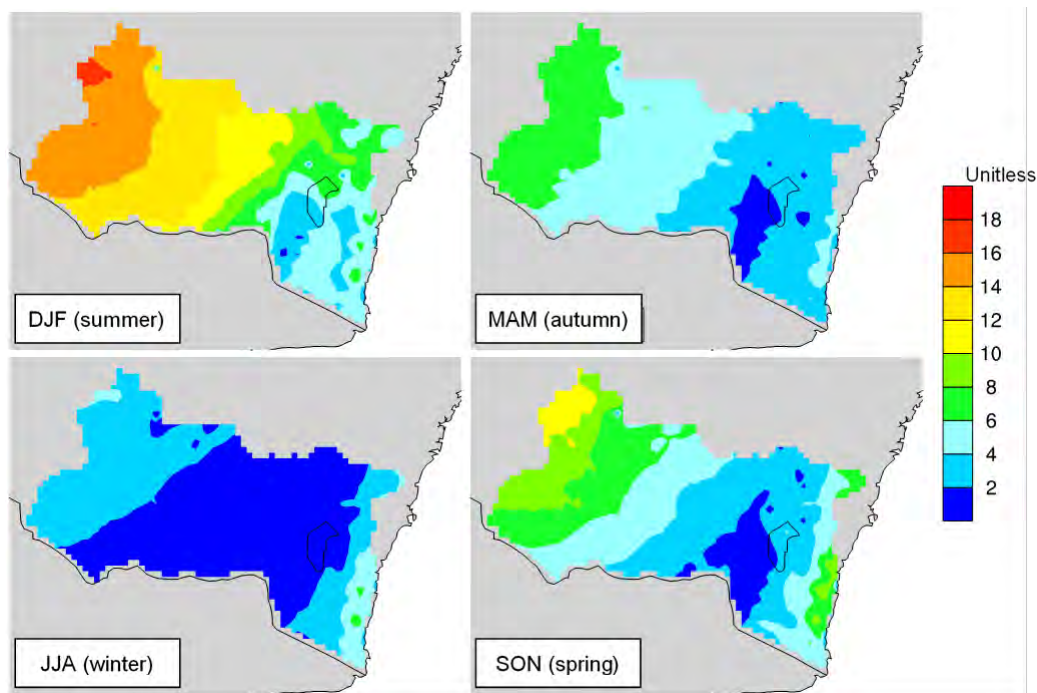 DJF (summer)
MAM (autumn)
JJA (winter)
SON (spring)
Unitless
18
16
14
12
10
8
6
4
2